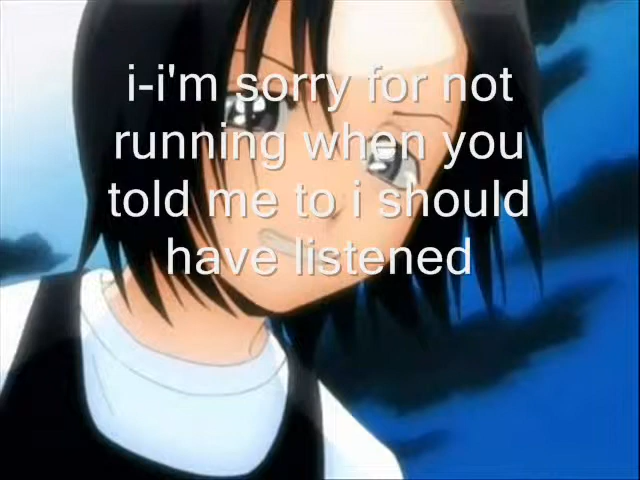 i-i'm sorry for not
running when you
told me to i should
have listened